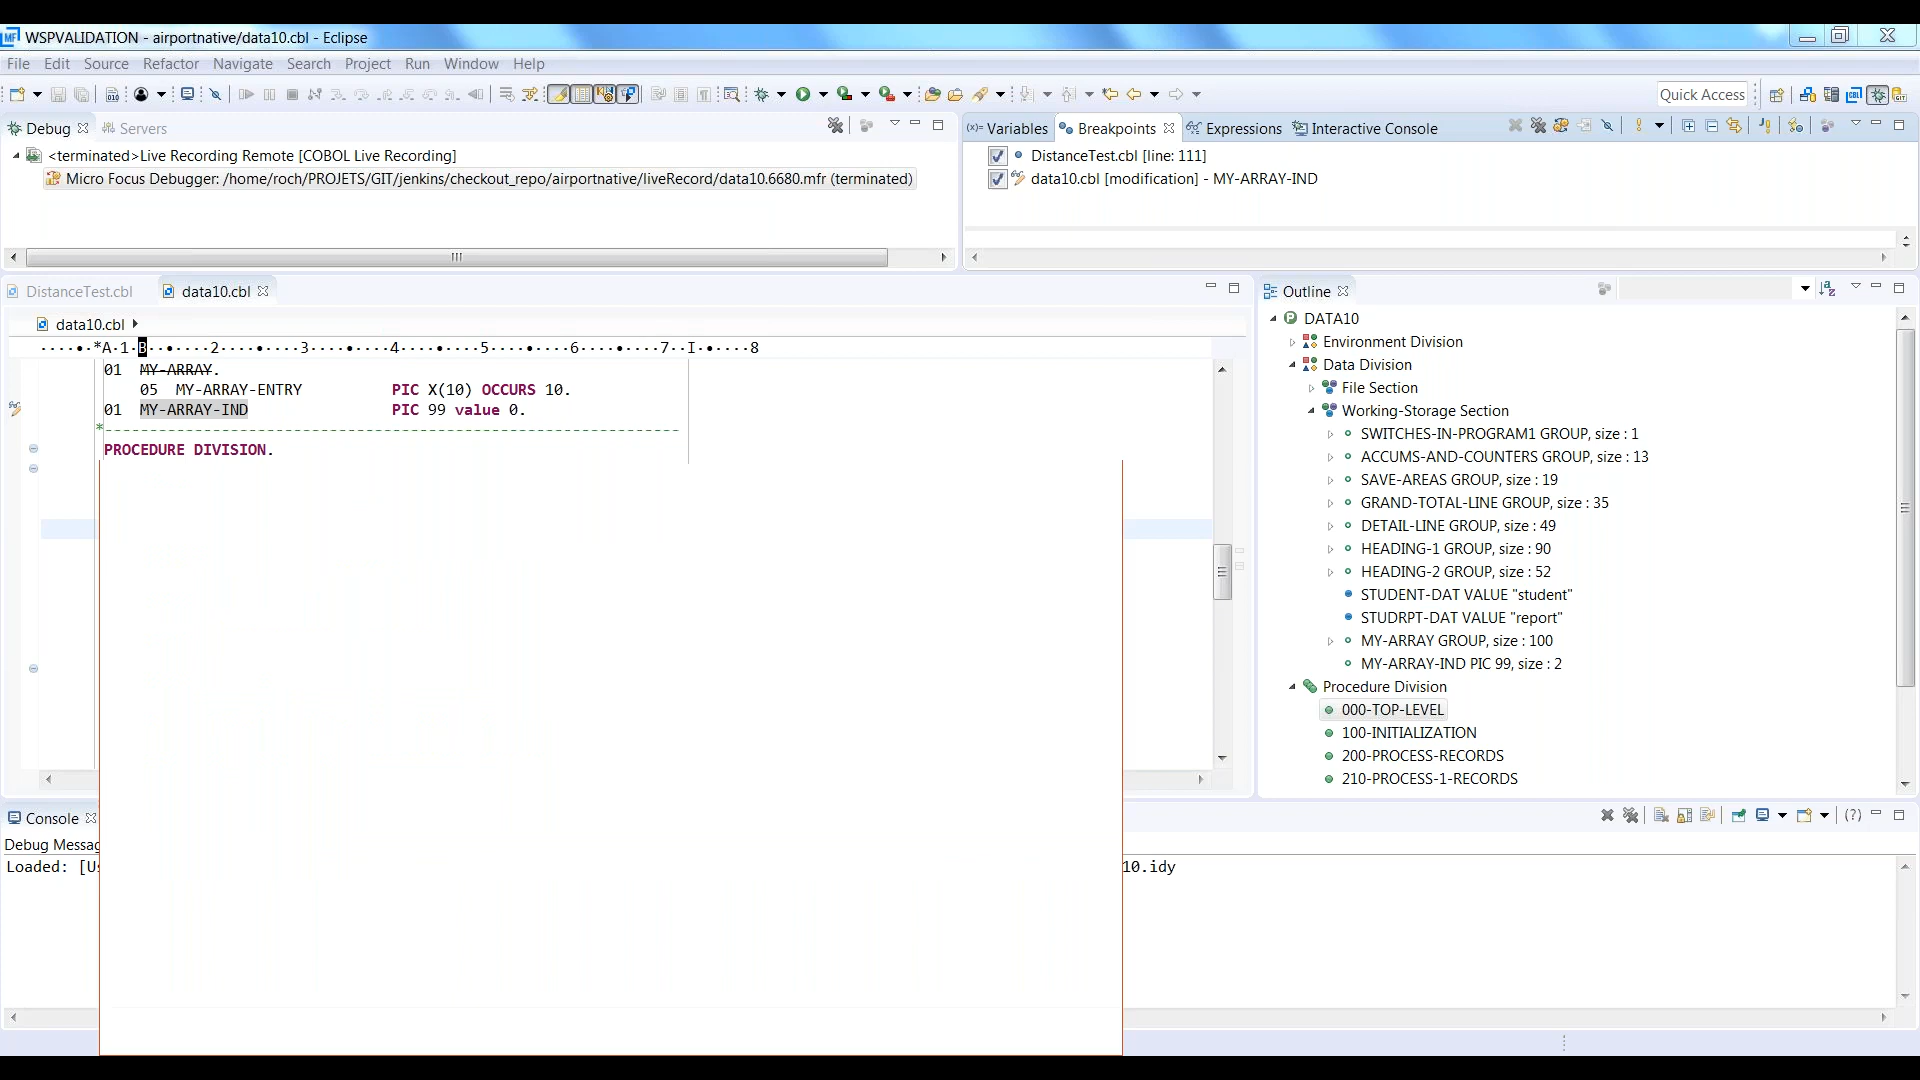 WSPVALIDATION - airportnative/data10.cbl - Eclipse
File Edit Source Refactor Navigate Search Project Run Window Help
Quick Access
Debug Servers
<terminated>Live Recording Remote [COBOL Live Recording]
Micro Focus Debugger: /home/roch/PROJETS/GIT/jenkins/checkout_repo/airportnative/liveRecord/data10.6680.mfr (terminated)
(x)= Variables Breakpoints Expressions Interactive Console
DistanceTest.cbl [line: 111]
data10.cbl [modification] - MY-ARRAY-IND
DistanceTest.cbl data10.cbl
data10.cbl
····•·*A·1·B··•····2····•····3····•····4····•····5····•····6····•····7··I·•····8
01 MY-ARRAY.
05 MY-ARRAY-ENTRY PIC X(10) OCCURS 10.
01 MY-ARRAY-IND PIC 99 value 0.
*----------------------------------------------------------------
PROCEDURE DIVISION.
Outline
DATA10
Environment Division
Data Division
File Section
Working-Storage Section
SWITCHES-IN-PROGRAM1 GROUP, size : 1
ACCUMS-AND-COUNTERS GROUP, size : 13
SAVE-AREAS GROUP, size : 19
GRAND-TOTAL-LINE GROUP, size : 35
DETAIL-LINE GROUP, size : 49
HEADING-1 GROUP, size : 90
HEADING-2 GROUP, size : 52
STUDENT-DAT VALUE "student"
STUDRPT-DAT VALUE "report"
MY-ARRAY GROUP, size : 100
MY-ARRAY-IND PIC 99, size : 2
Procedure Division
000-TOP-LEVEL
100-INITIALIZATION
200-PROCESS-RECORDS
210-PROCESS-1-RECORDS
Console
Debug Messag
Loaded: [Us 10.idy